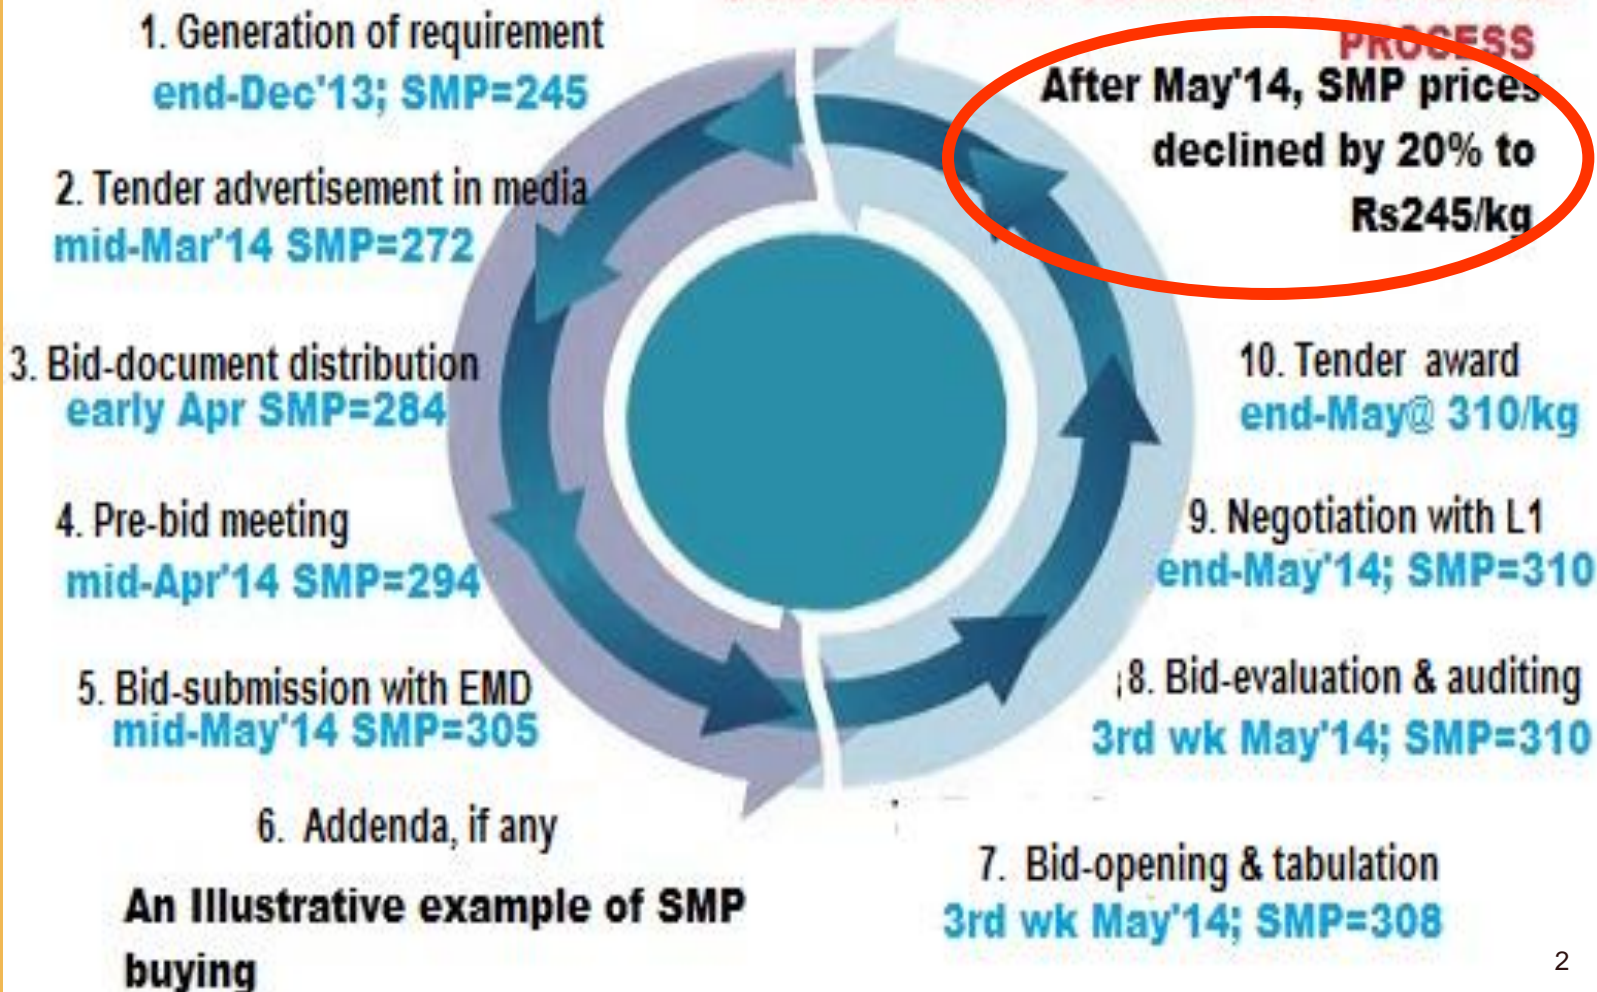 PROCESS
After May'14, SMP prices
declined by 20% to
Rs245/kg
1. Generation of requirement
end-Dec'13; SMP=245
2. Tender advertisement in media
mid-Mar'14 SMP=272
3. Bid-document distribution
early Apr SMP=284
4. Pre-bid meeting
mid-Apr'14 SMP=294
5. Bid-submission with EMD
mid-May'14 SMP=305
6. Addenda, if any
7. Bid-opening & tabulation
3rd wk May'14; SMP=308
8. Bid-evaluation & auditing
3rd wk May'14; SMP=310
9. Negotiation with L1
end-May'14; SMP=310
10. Tender award
end-May@ 310/kg
An Illustrative example of SMP
buying
2